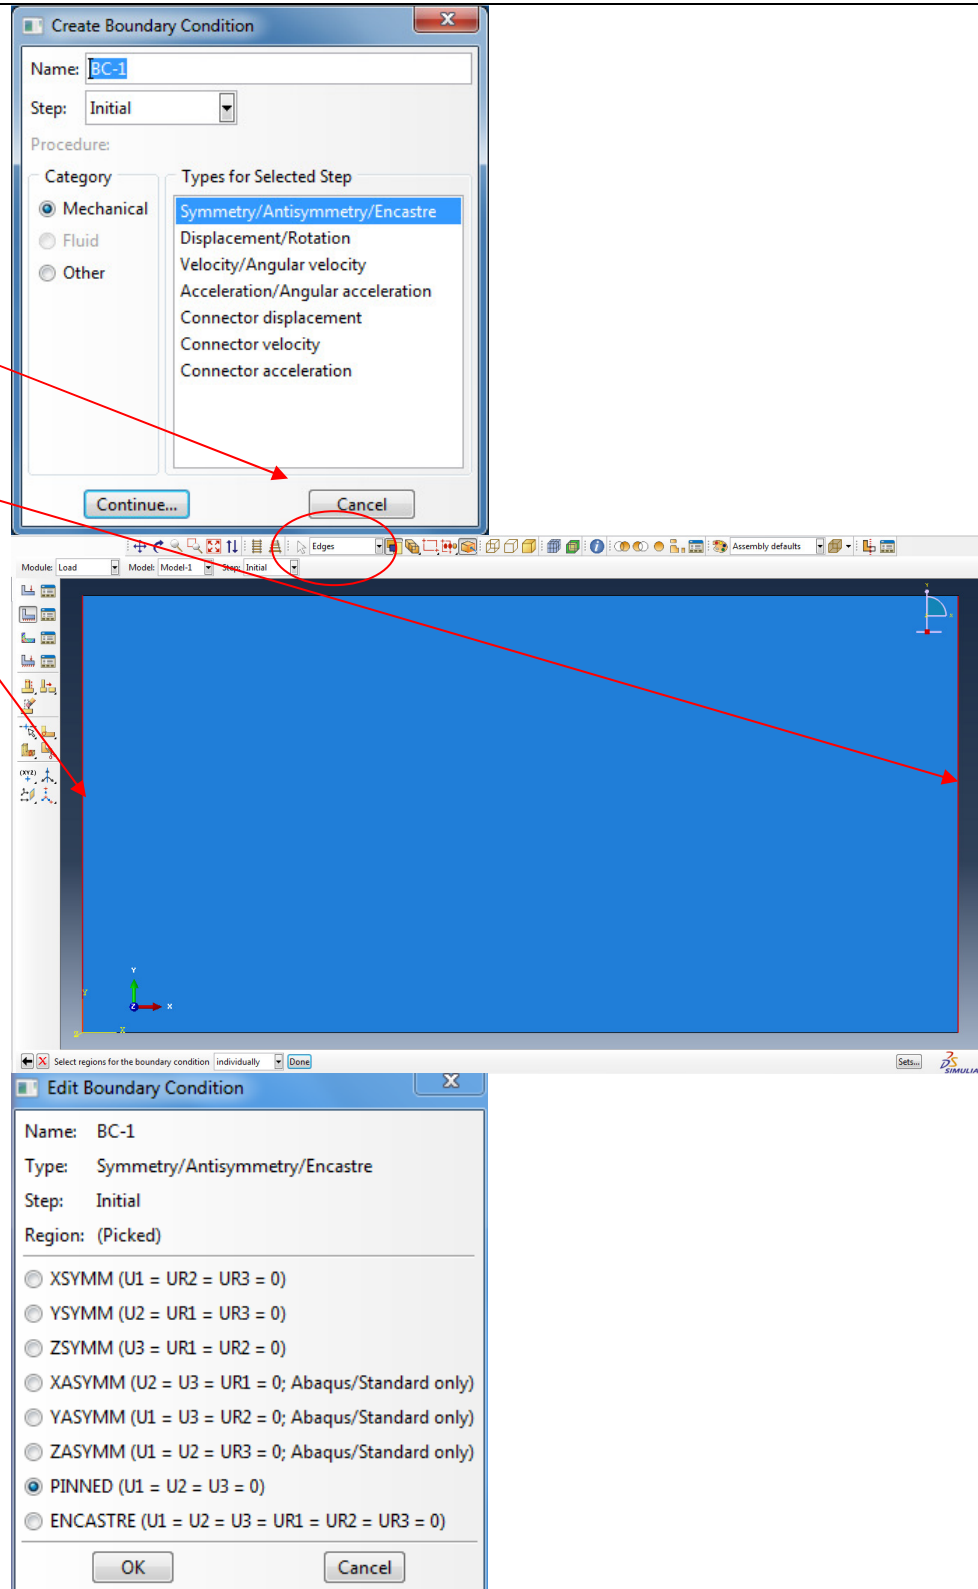 Create Boundary Condition
Name: BC-1
Step: Initial
Procedure:
Category
Types for Selected Step
Mechanical
Fluid
Other
Symmetry/Antisymmetry/Encastre
Displacement/Rotation
Velocity/Angular velocity
Acceleration/Angular acceleration
Connector displacement
Connector velocity
Connector acceleration
Continue... Cancel
Edges Assembly defaults
Module: Load Model: Model-1 Step: Initial
Y
X
(XYZ)
Y
Y
Z X
Z X
Select regions for the boundary condition individually Done Sets... SIMULIA
Edit Boundary Condition
Name: BC-1
Type: Symmetry/Antisymmetry/Encastre
Step: Initial
Region: (Picked)
XSYMM (U1 = UR2 = UR3 = 0)
YSYMM (U2 = UR1 = UR3 = 0)
ZSYMM (U3 = UR1 = UR2 = 0)
XASYMM (U2 = U3 = UR1 = 0; Abaqus/Standard only)
YASYMM (U1 = U3 = UR2 = 0; Abaqus/Standard only)
ZASYMM (U1 = U2 = UR3 = 0; Abaqus/Standard only)
PINNED (U1 = U2 = U3 = 0)
ENCASTRE (U1 = U2 = U3 = UR1 = UR2 = UR3 = 0)
OK Cancel